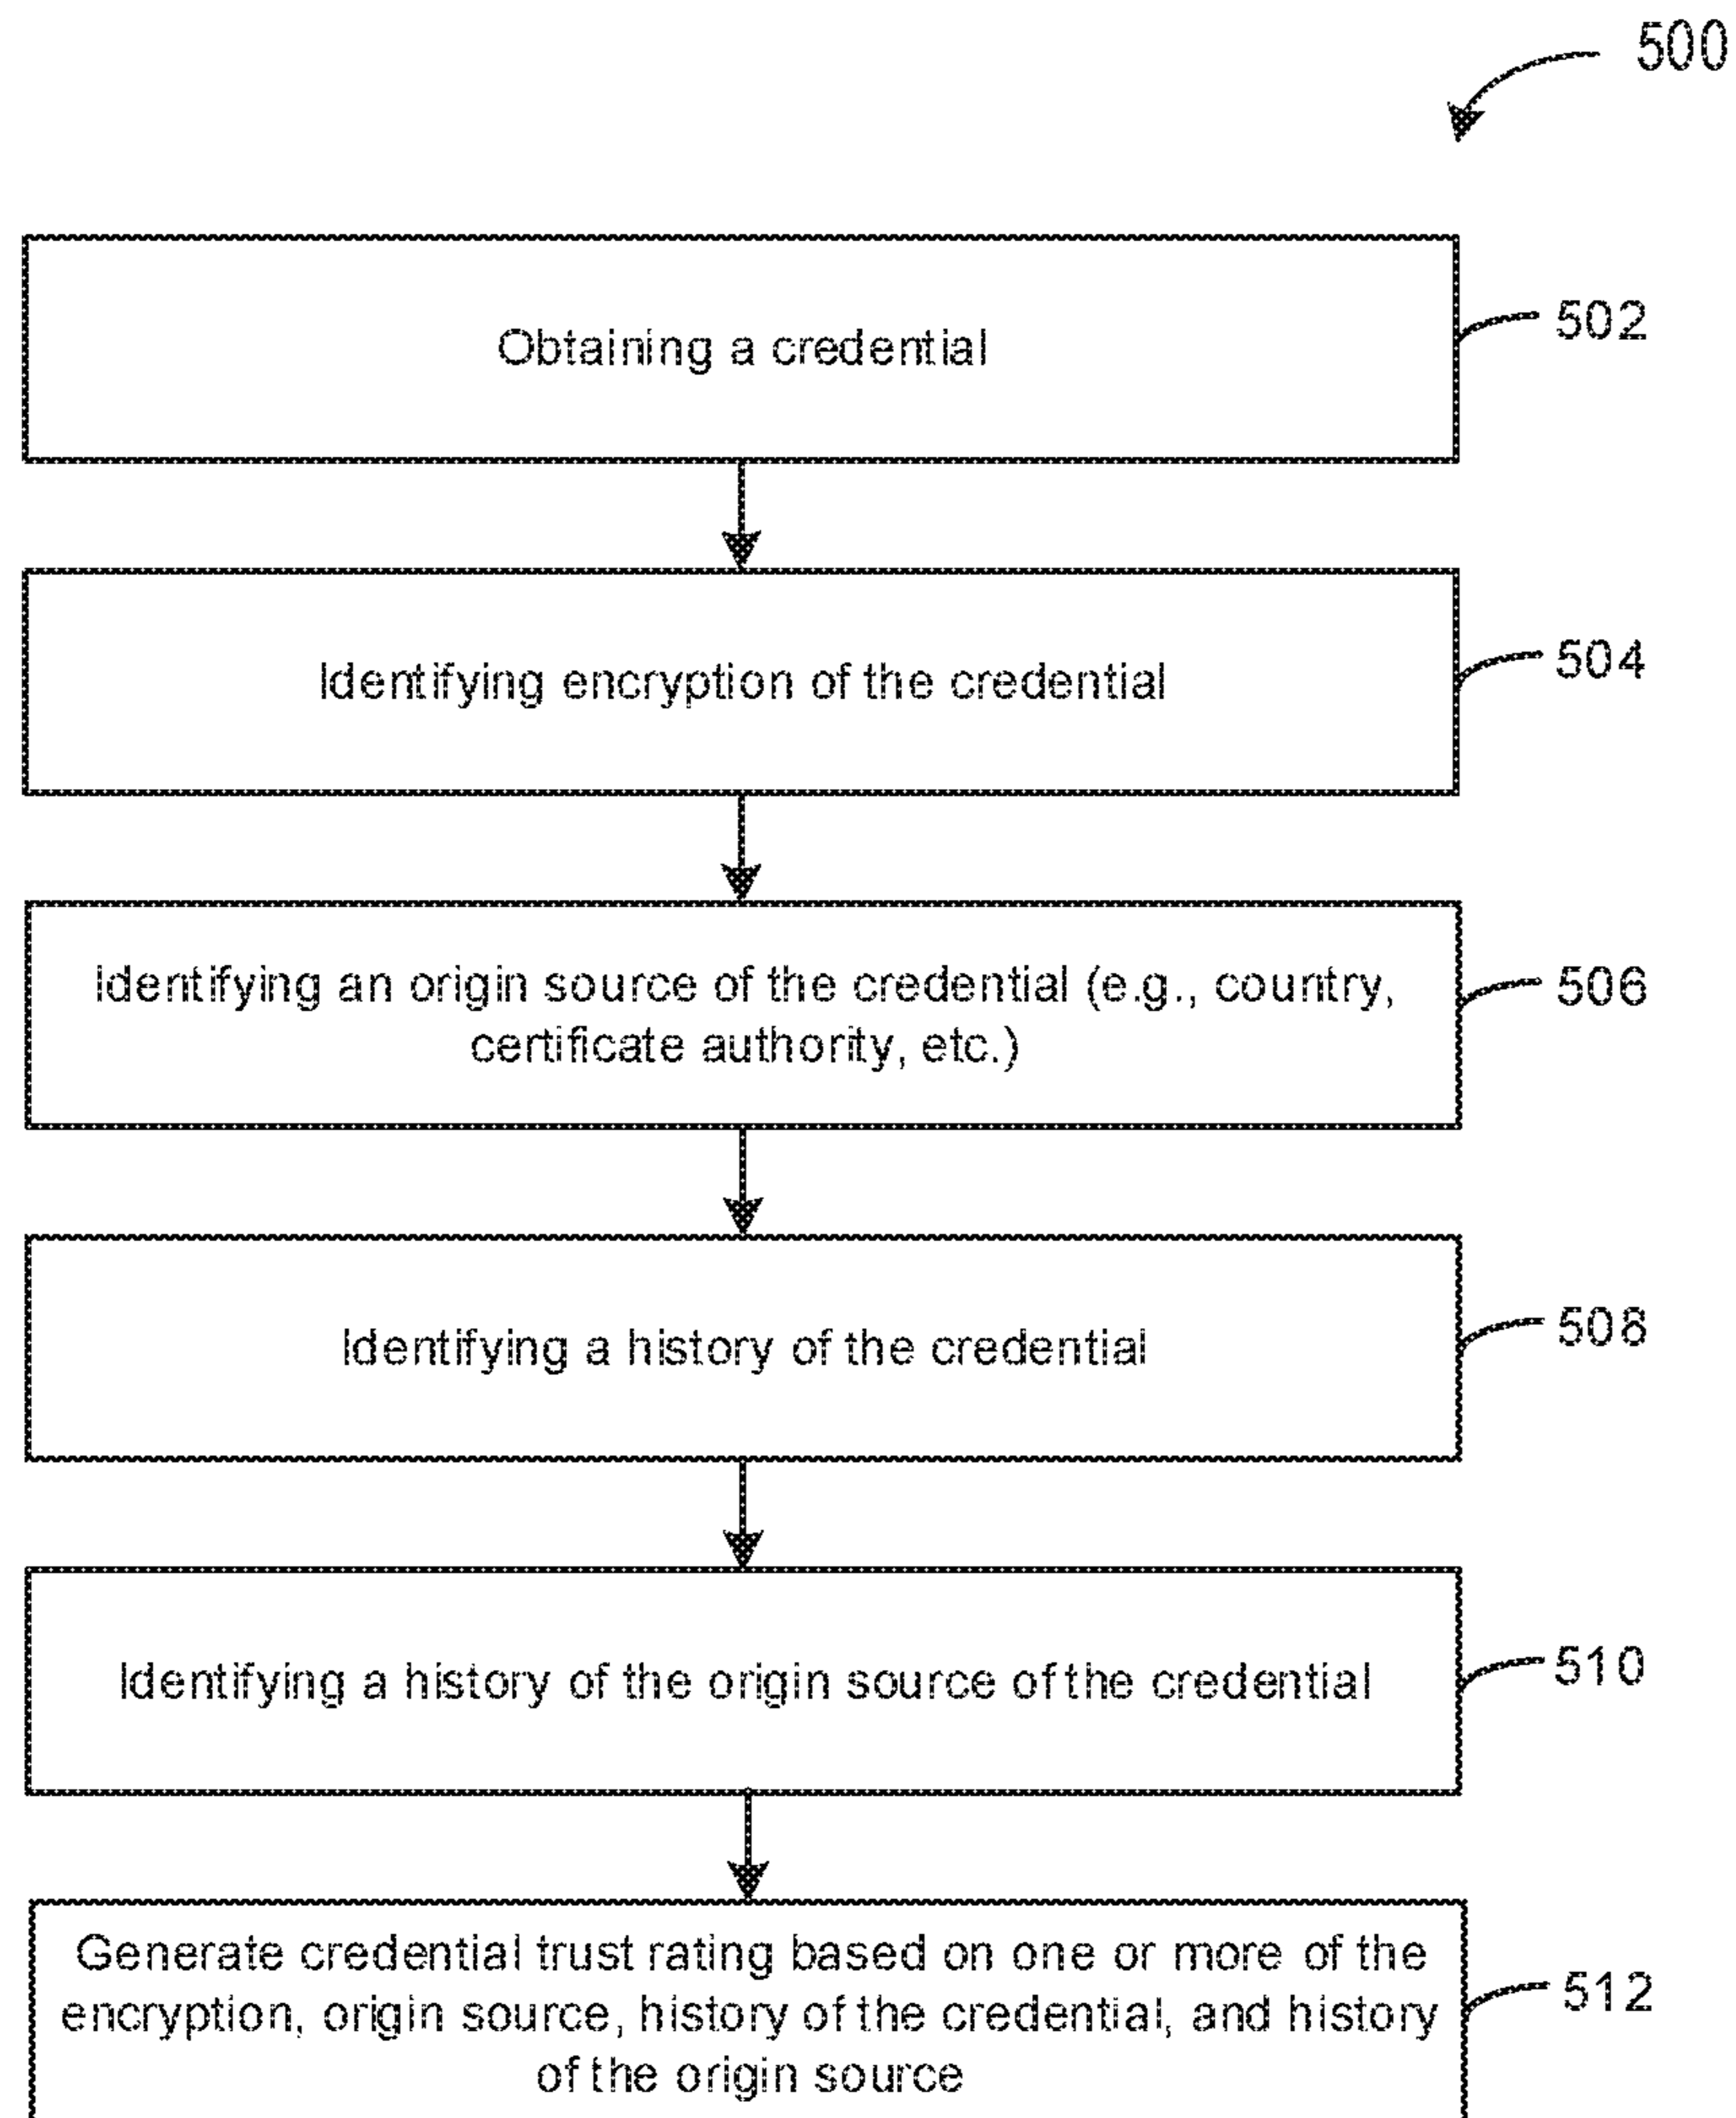 500
Obtaining a credential
502
Identifying encryption of the credential
504
Identifying an origin source of the credential (e.g., country,
certificate authority, etc.)
506
Identifying a history of the credential
508
Identifying a history of the origin source of the credential
510
Generate credential trust rating based on one or more of the
encryption, origin source, history of the credential, and history
of the origin source
512